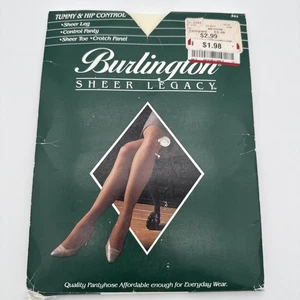 TUMMY & HIP CONTROL
•Sheer Leg
•Control Panty
•Sheer Toe •Crotch Panel
$2.99
$1.98
Burlington
SHEER LEGACY
Quality Pantyhose Affordable enough for Everyday Wear.